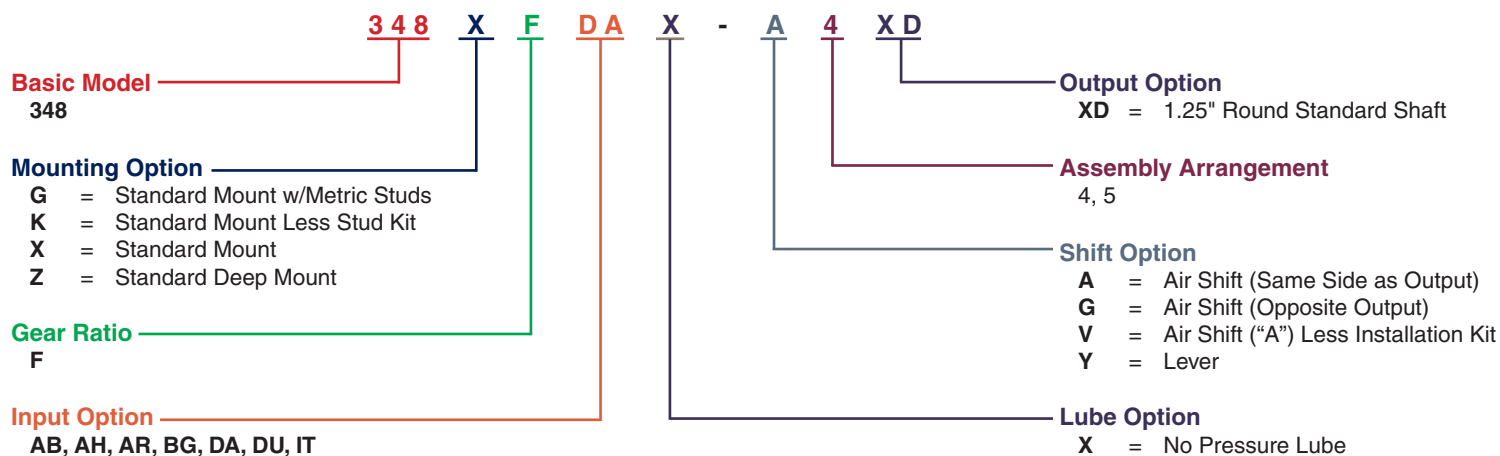 3 4 8 X F D A X - A 4 X D
Basic Model
348
Mounting Option
G = Standard Mount w/Metric Studs
K = Standard Mount Less Stud Kit
X = Standard Mount
Z = Standard Deep Mount
Gear Ratio
F
Input Option
AB, AH, AR, BG, DA, DU, IT
Output Option
XD = 1.25" Round Standard Shaft
Assembly Arrangement
4, 5
Shift Option
A = Air Shift (Same Side as Output)
G = Air Shift (Opposite Output)
V = Air Shift (“A”) Less Installation Kit
Y = Lever
Lube Option
X = No Pressure Lube